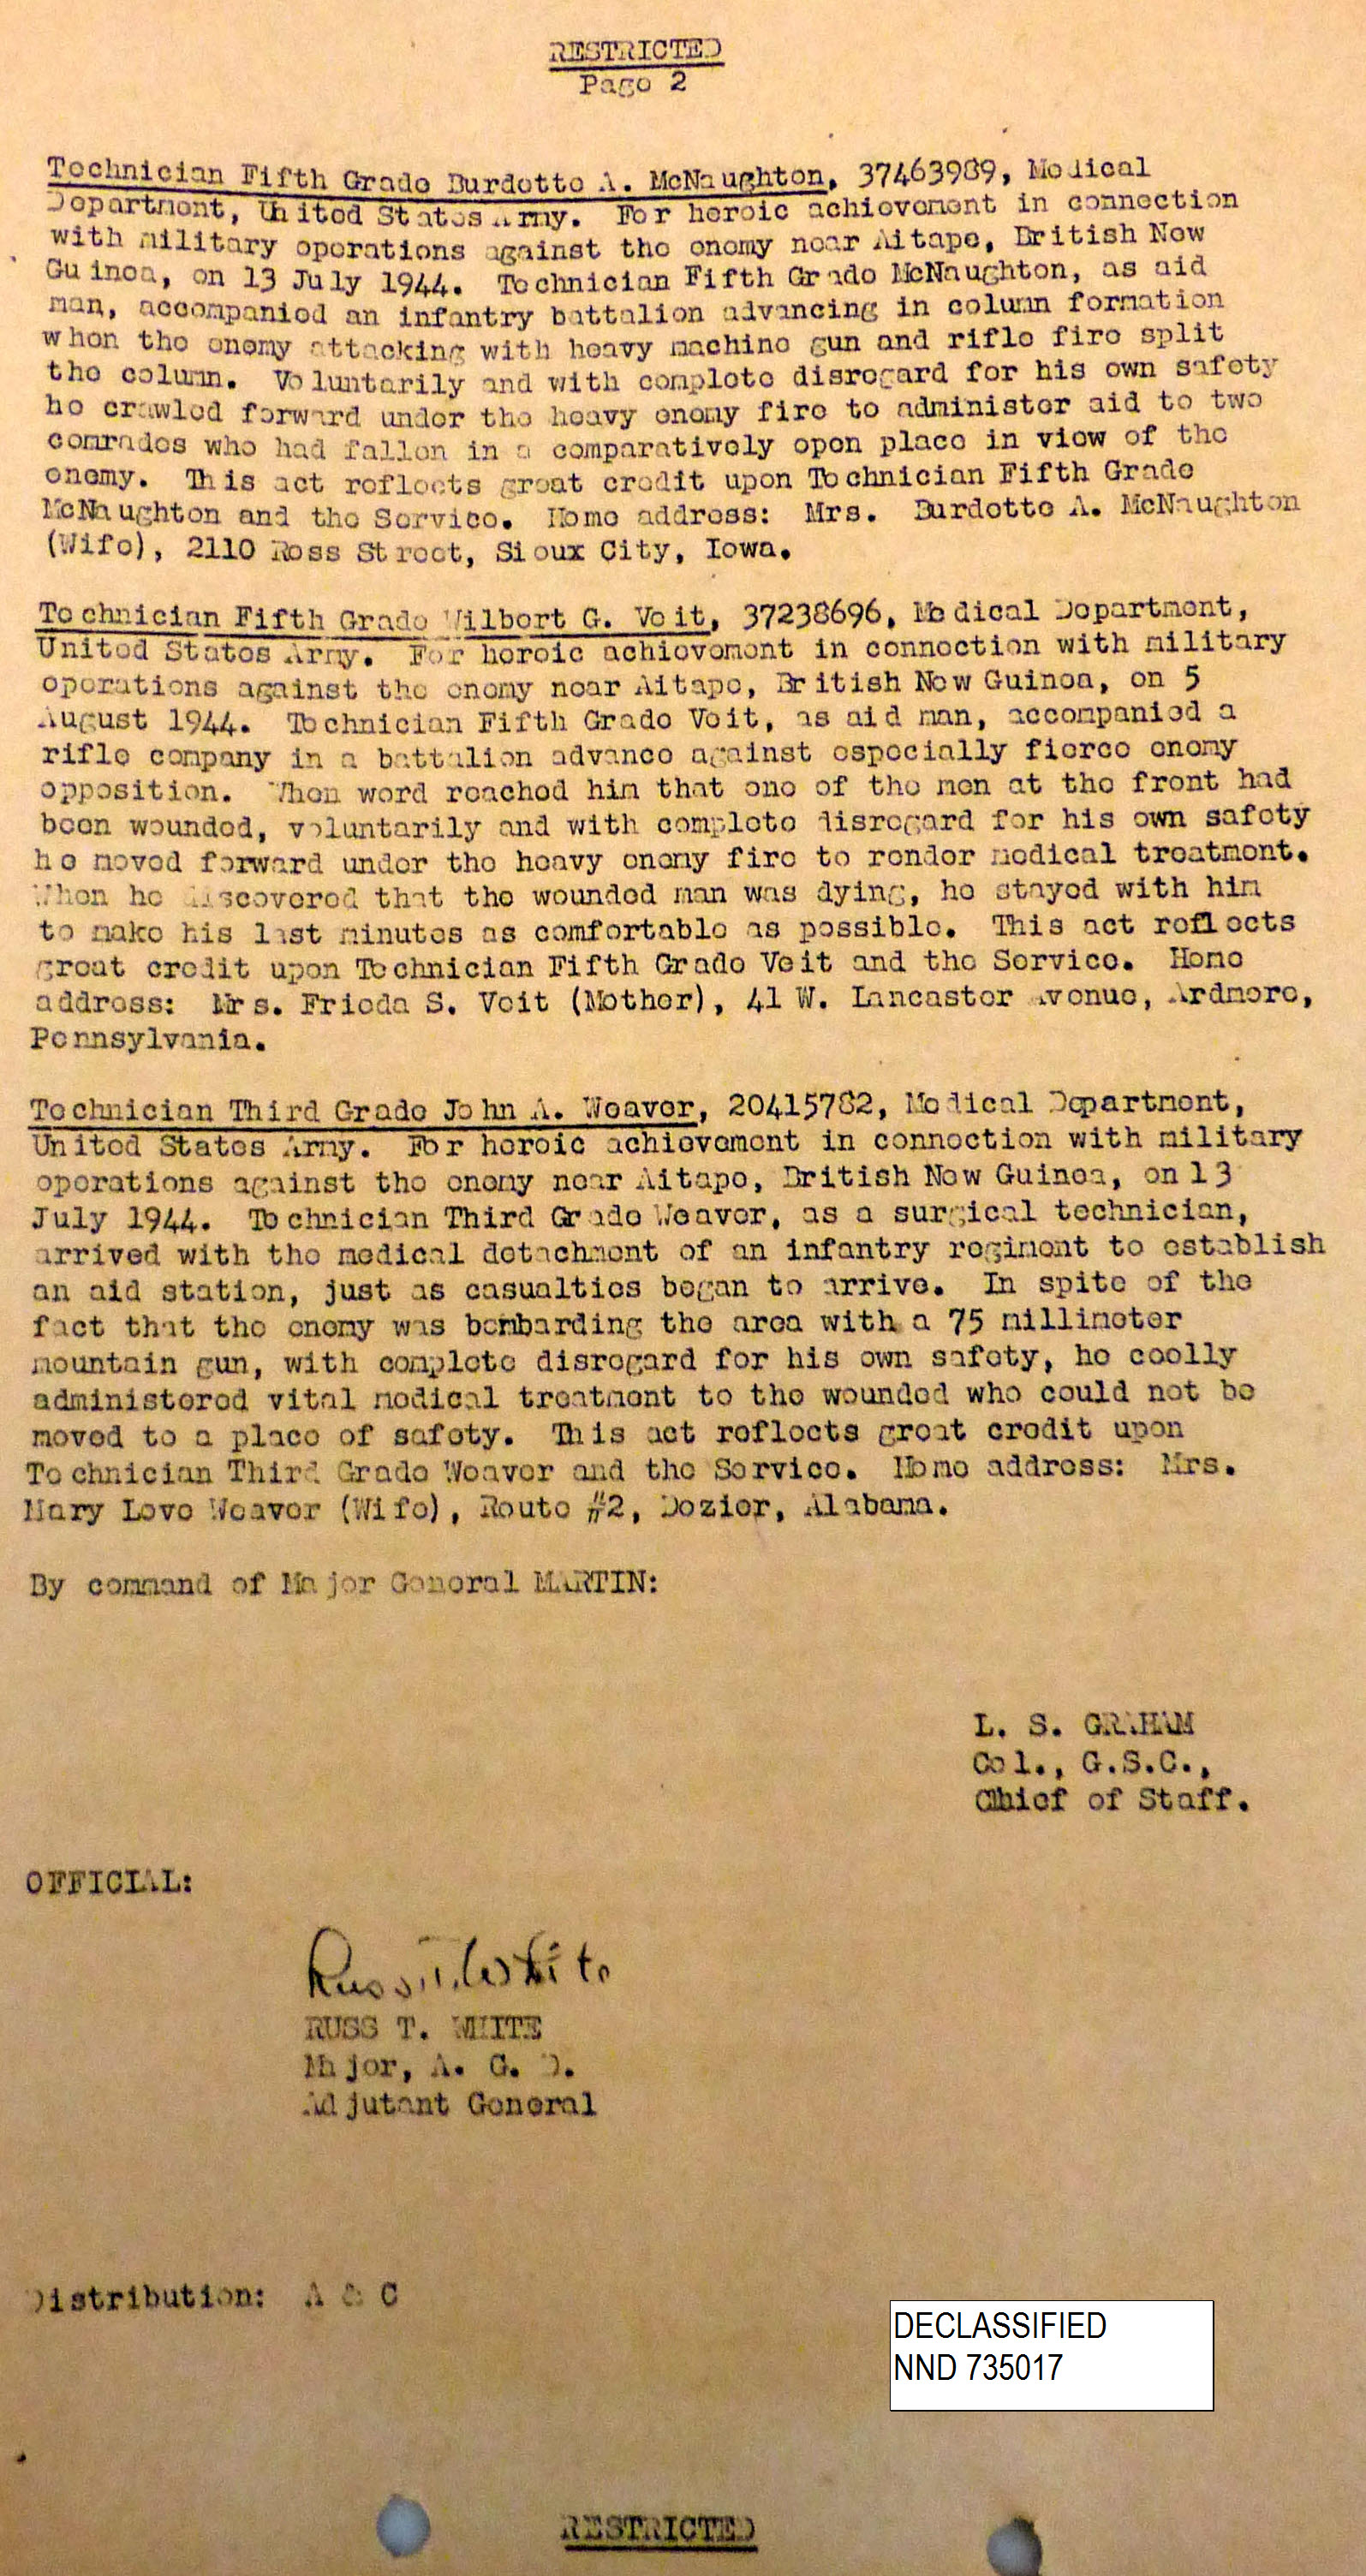 RESTRICTED
Page 2
Technician Fifth Grade Burdette A. McNaughton, 37463989, Medical
Department, United States Army. For heroic achievement in connection
with military operations against the enemy near Aitape, British New
Guinea, on 13 July 1944. Technician Fifth Grade McNaughton, as aid
man, accompanied an infantry battalion advancing in column formation
when the enemy attacking with heavy machine gun and rifle fire split
the column. Voluntarily and with complete disregard for his own safety
he crawled forward under the heavy enemy fire to administer aid to two
comrades who had fallen in a comparatively open place in view of the
enemy. This act reflects great credit upon Technician Fifth Grade
McNaughton and the Service. Home address: Mrs. Burdette A. McNaughton
(Wife), 2110 Ross Street, Sioux City, Iowa.
Technician Fifth Grade Wilbert G. Veit, 37238696, Medical Department,
United States Army. For heroic achievement in connection with military
operations against the enemy near Aitape, British New Guinea, on 5
August 1944. Technician Fifth Grade Veit, as aid man, accompanied a
rifle company in a battalion advance against especially fierce enemy
opposition. When word reached him that one of the men at the front had
been wounded, voluntarily and with complete disregard for his own safety
he moved forward under the heavy enemy fire to render medical treatment.
When he discovered that the wounded man was dying, he stayed with him
to make his last minutes as comfortable as possible. This act reflects
great credit upon Technician Fifth Grade Veit and the Service. Home
address: Mrs. Frieda S. Veit (Mother), 41 W. Lancaster Avenue, Ardmore,
Pennsylvania.
Technician Third Grade John A. Weaver, 20415782, Medical Department,
United States Army. For heroic achievement in connection with military
operations against the enemy near Aitape, British New Guinea, on 13
July 1944. Technician Third Grade Weaver, as a surgical technician,
arrived with the medical detachment of an infantry regiment to establish
an aid station, just as casualties began to arrive. In spite of the
fact that the enemy was bombarding the area with a 75 millimeter
mountain gun, with complete disregard for his own safety, he coolly
administered vital medical treatment to the wounded who could not be
moved to a place of safety. This act reflects great credit upon
Technician Third Grade Weaver and the Service. Home address: Mrs.
Mary Love Weaver (Wife), Route #2, Dozier, Alabama.
By command of Major General MARTIN:
L. S. GRAHAM
Col., G.S.C.,
Chief of Staff.
OFFICIAL:
Russ T. White
RUSS T. WHITE
Major, A. G. D.
Adjutant General
Distribution: A & C
DECLASSIFIED
NND 735017
RESTRICTED